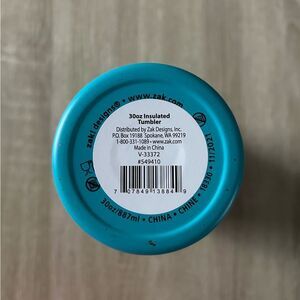 zak! designs® • www.zak.com
30oz Insulated
Tumbler
Distributed by Zak Designs, Inc.
P.O. Box 19188 Spokane, WA 99219
1-800-331-1089 • www.zak.com
Made in China
V-33372
#549410
7 07849 13864 9
30oz(887ml) • CHINA • CHINE •